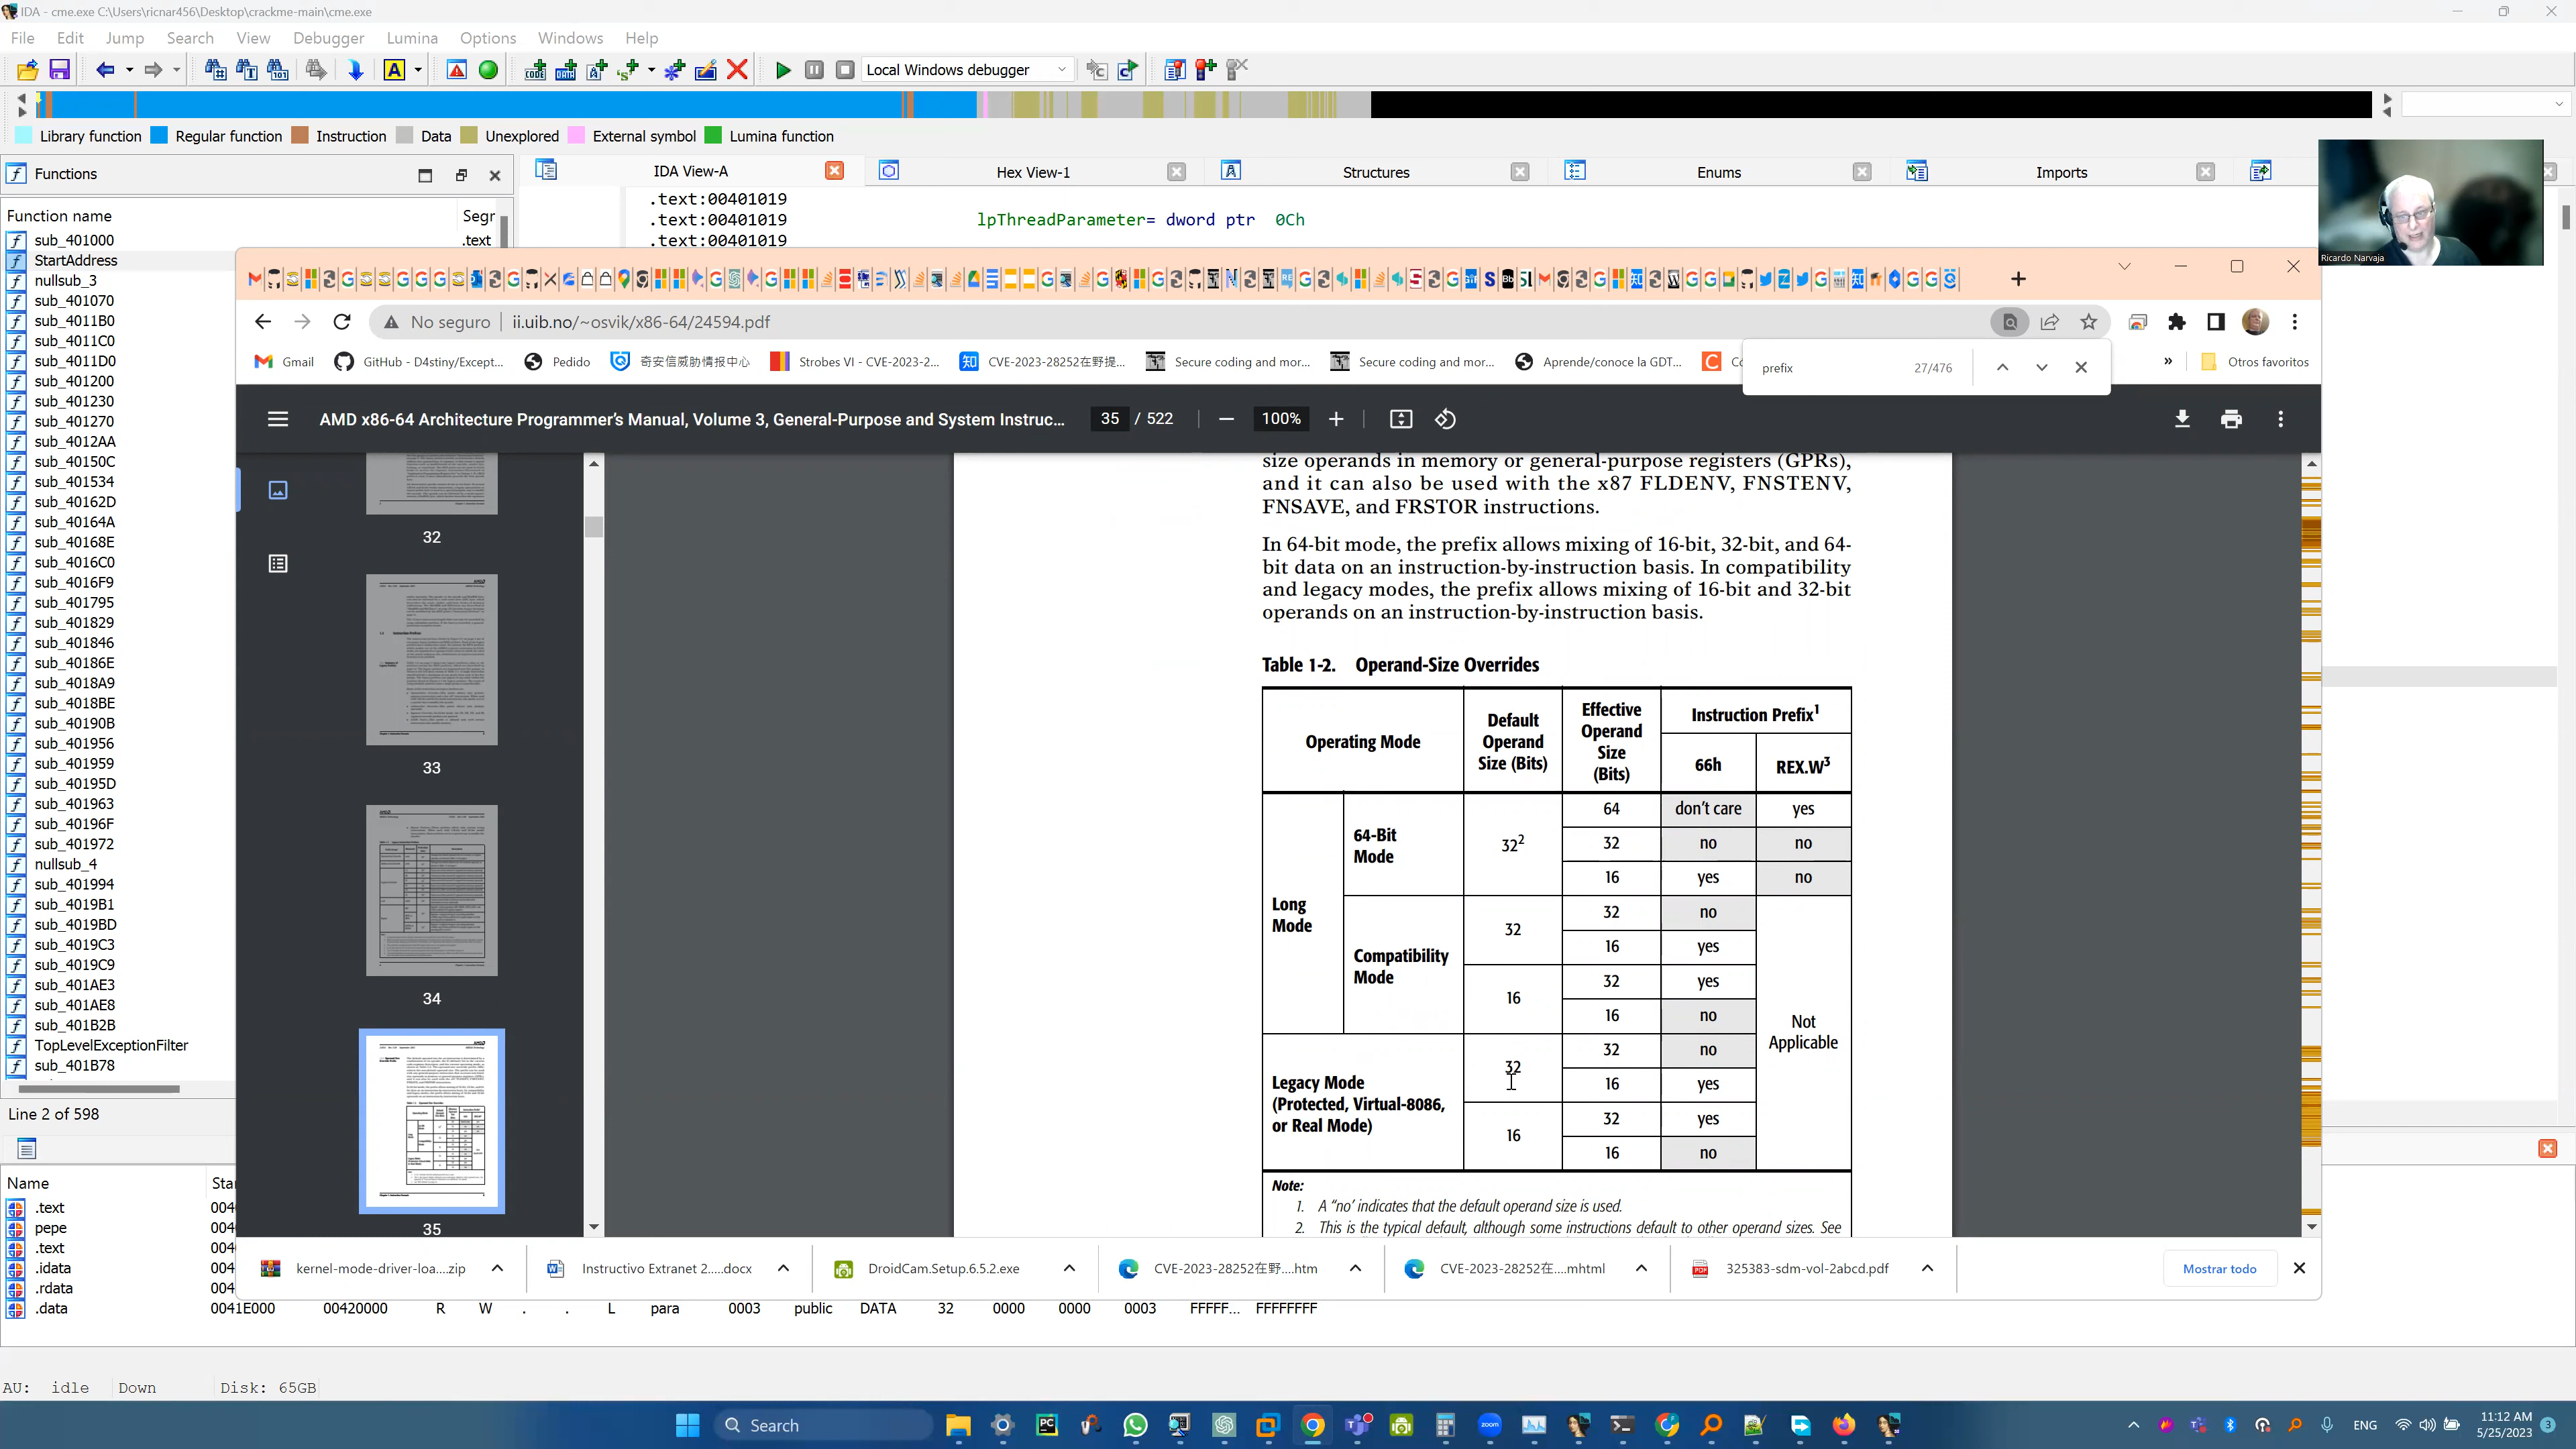 IDA - cme.exe C:\Users\ricnar456\Desktop\crackme-main\cme.exe
File Edit Jump Search View Debugger Lumina Options Windows Help
Local Windows debugger
Library function Regular function Instruction Data Unexplored External symbol Lumina function
Functions
IDA View-A Hex View-1 Structures Enums Imports
Function name Segr
sub_401000 .text
StartAddress
nullsub_3
sub_401070
sub_4011B0
sub_4011C0
sub_4011D0
sub_401200
sub_401230
sub_401270
sub_4012AA
sub_40150C
sub_401534
sub_40162D
sub_40164A
sub_40168E
sub_4016C0
sub_4016F9
sub_401795
sub_401829
sub_401846
sub_40186E
sub_4018A9
sub_4018BE
sub_40190B
sub_401956
sub_401959
sub_40195D
sub_401963
sub_40196F
sub_401972
nullsub_4
sub_401994
sub_4019B1
sub_4019BD
sub_4019C3
sub_4019C9
sub_401AE3
sub_401AE8
sub_401B2B
TopLevelExceptionFilter
sub_401B78
Line 2 of 598
.text:00401019
.text:00401019 lpThreadParameter= dword ptr 0Ch
.text:00401019
Ricardo Narvaja
No seguro ii.uib.no/~osvik/x86-64/24594.pdf
Gmail GitHub - D4stiny/Except... Pedido 奇安信威胁情报中心 Strobes VI - CVE-2023-2... CVE-2023-28252在野提... Secure coding and mor... Secure coding and mor... Aprende/conoce la GDT... » Otros favoritos
prefix 27/476
AMD x86-64 Architecture Programmer's Manual, Volume 3, General-Purpose and System Instruc... 35 / 522 100%
32
33
34
35
size operands in memory or general-purpose registers (GPRs),
and it can also be used with the x87 FLDENV, FNSTENV,
FNSAVE, and FRSTOR instructions.
In 64-bit mode, the prefix allows mixing of 16-bit, 32-bit, and 64-
bit data on an instruction-by-instruction basis. In compatibility
and legacy modes, the prefix allows mixing of 16-bit and 32-bit
operands on an instruction-by-instruction basis.
Table 1-2. Operand-Size Overrides
Operating Mode
Default Operand Size (Bits)
Effective Operand Size (Bits)
Instruction Prefix1
66h REX.W3
Long Mode
64-Bit Mode
322
64 don't care yes
32 no no
16 yes no
Compatibility Mode
32
32 no
16 yes
16
32 yes
16 no
Not Applicable
Legacy Mode
(Protected, Virtual-8086,
or Real Mode)
32
32 no
16 yes
16
32 yes
16 no
Note:
1. A "no' indicates that the default operand size is used.
2. This is the typical default, although some instructions default to other operand sizes. See
kernel-mode-driver-loa....zip Instructivo Extranet 2.....docx DroidCam.Setup.6.5.2.exe CVE-2023-28252在野....htm CVE-2023-28252在....mhtml 325383-sdm-vol-2abcd.pdf Mostrar todo
Name Star
.text 004
pepe 004
.text 004
.idata 004
.rdata 004
.data 0041E000 00420000 R W . . L para 0003 public DATA 32 0000 0000 0003 FFFFF... FFFFFFFF
AU: idle Down Disk: 65GB
Search
ENG
11:12 AM
5/25/2023
3